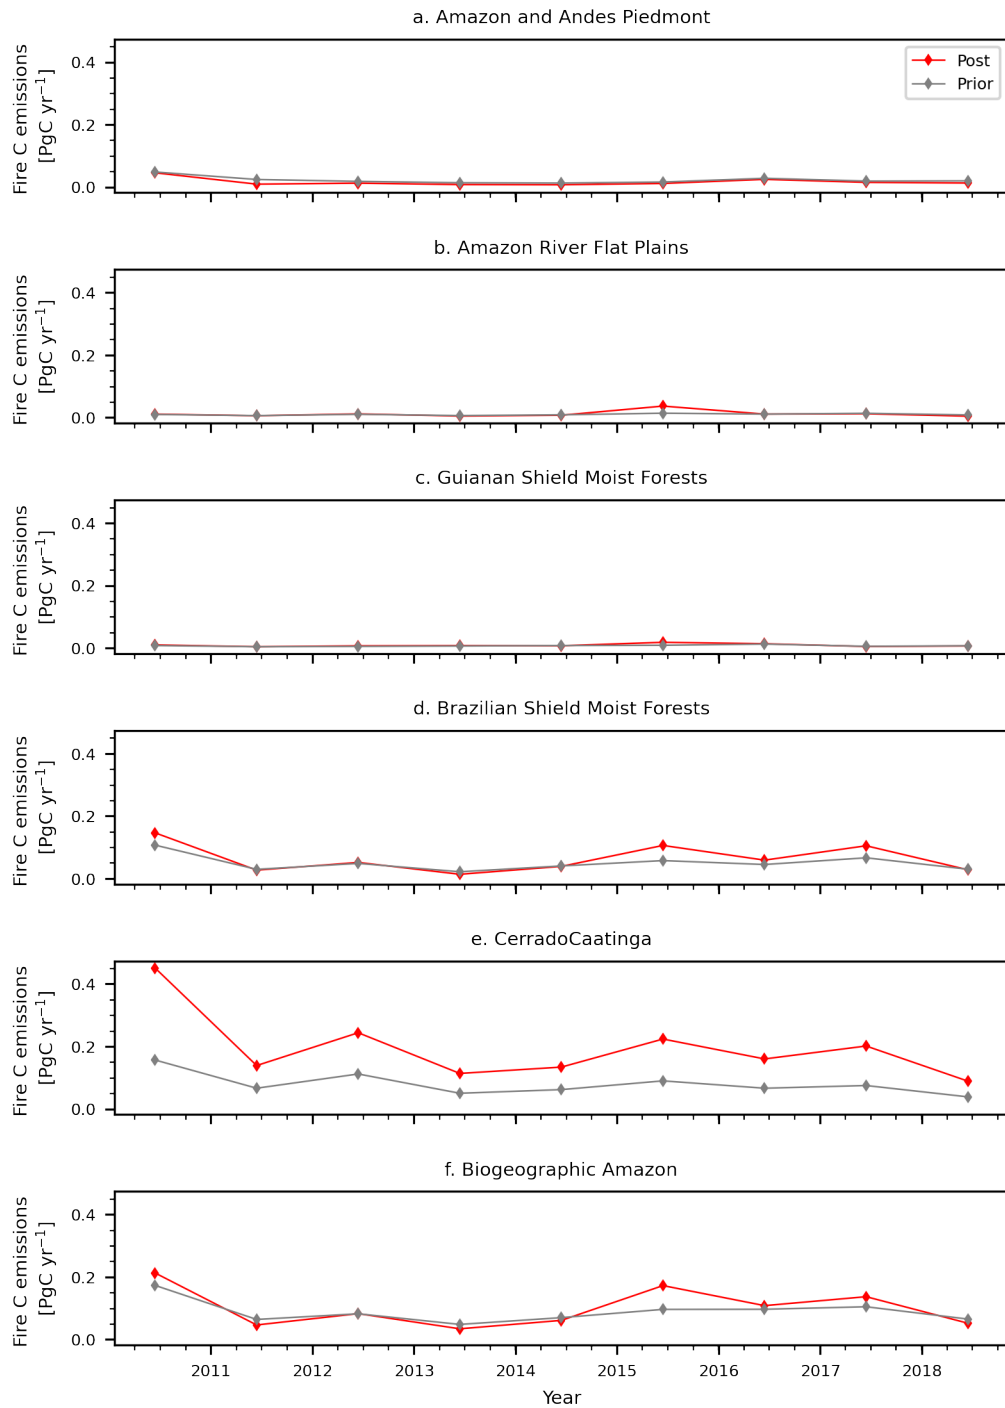 a. Amazon and Andes Piedmont
Fire C emissions
[PgC yr⁻¹]
0.4
0.2
0.0
Post
Prior
b. Amazon River Flat Plains
Fire C emissions
[PgC yr⁻¹]
0.4
0.2
0.0
c. Guianan Shield Moist Forests
Fire C emissions
[PgC yr⁻¹]
0.4
0.2
0.0
d. Brazilian Shield Moist Forests
Fire C emissions
[PgC yr⁻¹]
0.4
0.2
0.0
e. CerradoCaatinga
Fire C emissions
[PgC yr⁻¹]
0.4
0.2
0.0
f. Biogeographic Amazon
Fire C emissions
[PgC yr⁻¹]
0.4
0.2
0.0
2011 2012 2013 2014 2015 2016 2017 2018
Year